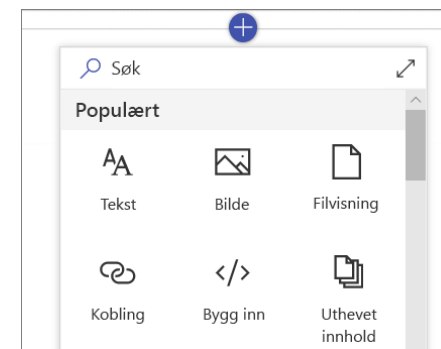 Søk
Populært
Tekst
Bilde
Filvisning
Kobling
Bygg inn
Uthevet
innhold